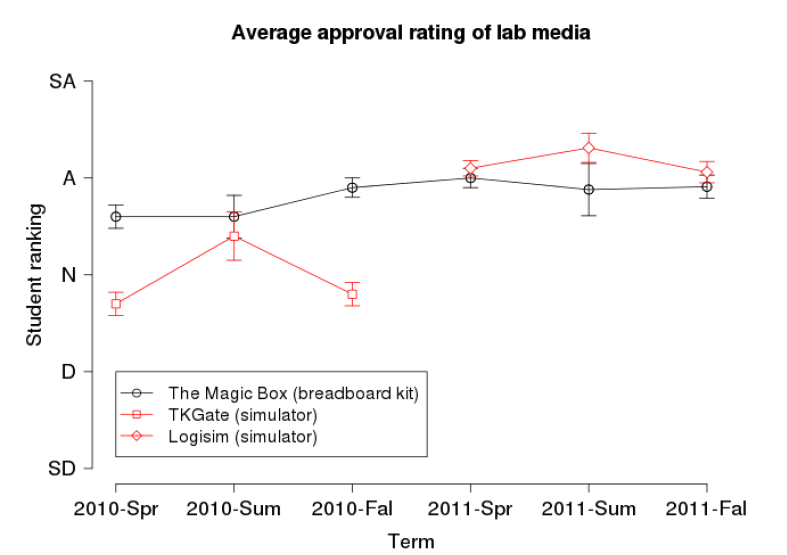 Average approval rating of lab media
SA
A
N
D
SD
Student ranking
The Magic Box (breadboard kit)
TKGate (simulator)
Logisim (simulator)
2010-Spr 2010-Sum 2010-Fal 2011-Spr 2011-Sum 2011-Fal
Term